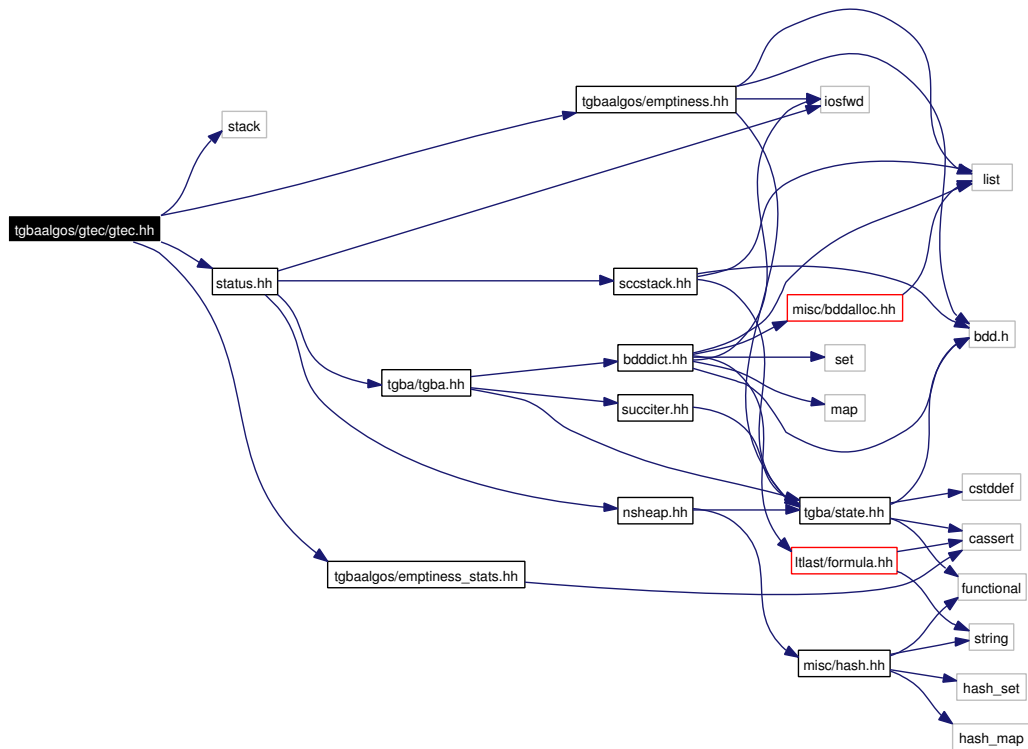 tgbaalgos/emptiness.hh
iosfwd
stack
list
tgbaalgos/gtec/gtec.hh
status.hh
sccstack.hh
misc/bddalloc.hh
bdd.h
bdddict.hh
set
tgba/tgba.hh
succiter.hh
map
cstddef
nsheap.hh
tgba/state.hh
cassert
ltlast/formula.hh
tgbaalgos/emptiness_stats.hh
functional
string
misc/hash.hh
hash_set
hash_map